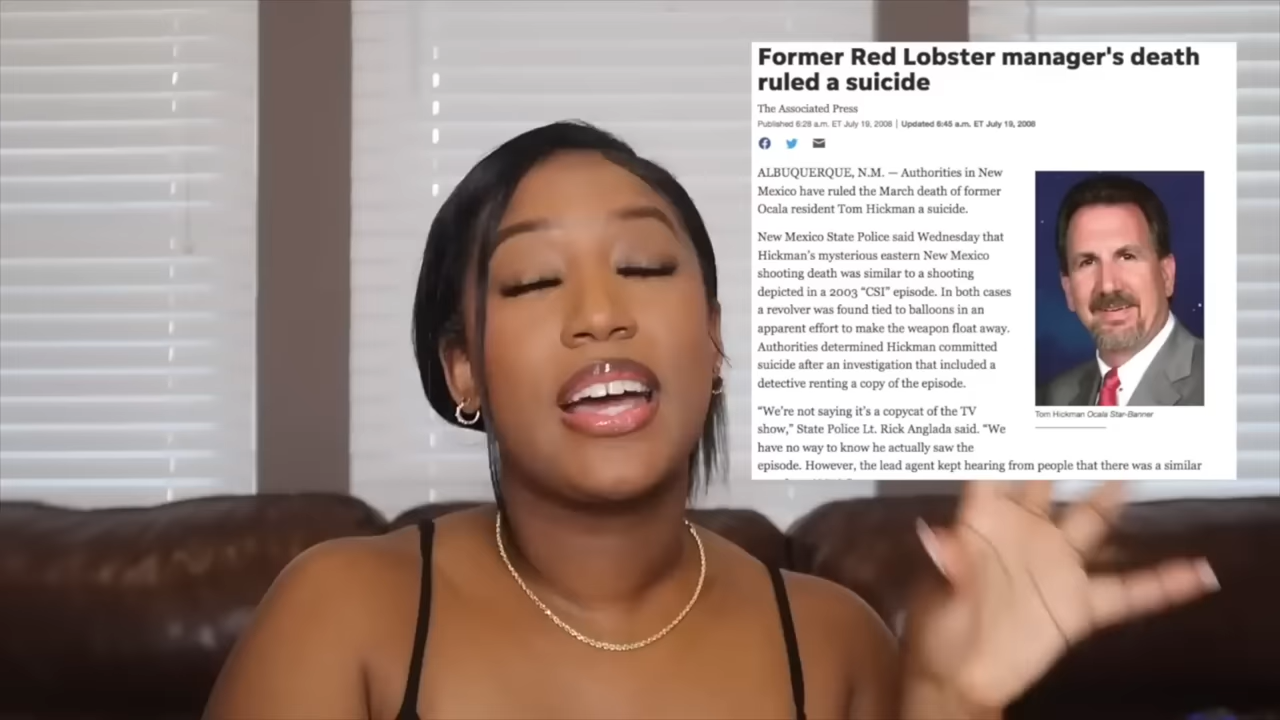 Former Red Lobster manager's death
ruled a suicide
The Associated Press
Published 6:28 a.m. ET July 19, 2008 | Updated 6:45 a.m. ET July 19, 2008
ALBUQUERQUE, N.M. — Authorities in New
Mexico have ruled the March death of former
Ocala resident Tom Hickman a suicide.
New Mexico State Police said Wednesday that
Hickman's mysterious eastern New Mexico
shooting death was similar to a shooting
depicted in a 2003 “CSI” episode. In both cases
a revolver was found tied to balloons in an
apparent effort to make the weapon float away.
Authorities determined Hickman committed
suicide after an investigation that included a
detective renting a copy of the episode.
Tom Hickman Ocala Star-Banner
“We're not saying it's a copycat of the TV
show,” State Police Lt. Rick Anglada said. “We
have no way to know he actually saw the
episode. However, the lead agent kept hearing from people that there was a similar